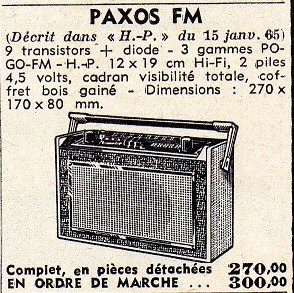 PAXOS FM
(Décrit dans « H.-P. » du 15 janv. 65)
9 transistors + diode - 3 gammes PO-
GO-FM - H.-P. 12 x 19 cm Hi-Fi, 2 piles
4,5 volts, cadran visibilité totale, cof-
fret bois gainé - Dimensions : 270 x
170 x 80 mm.
Complet, en pièces détachées 270,00
EN ORDRE DE MARCHE ... 300,00